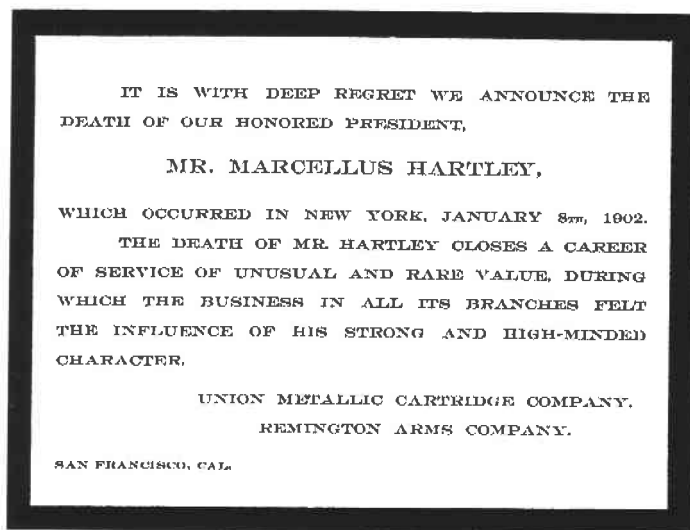 IT IS WITH DEEP REGRET WE ANNOUNCE THE
DEATH OF OUR HONORED PRESIDENT,
MR. MARCELLUS HARTLEY,
WHICH OCCURRED IN NEW YORK, JANUARY 8TH, 1902.
THE DEATH OF MR. HARTLEY CLOSES A CAREER
OF SERVICE OF UNUSUAL AND RARE VALUE, DURING
WHICH THE BUSINESS IN ALL ITS BRANCHES FELT
THE INFLUENCE OF HIS STRONG AND HIGH-MINDED
CHARACTER.
UNION METALLIC CARTRIDGE COMPANY.
REMINGTON ARMS COMPANY.
SAN FRANCISCO, CAL.